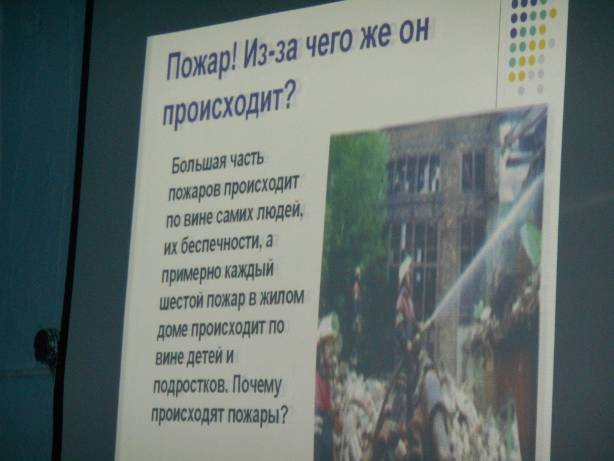 Пожар! Из-за чего же он
происходит?
Большая часть
пожаров происходит
по вине самих людей,
их беспечности, а
примерно каждый
шестой пожар в жилом
доме происходит по
вине детей и
подростков. Почему
происходят пожары?